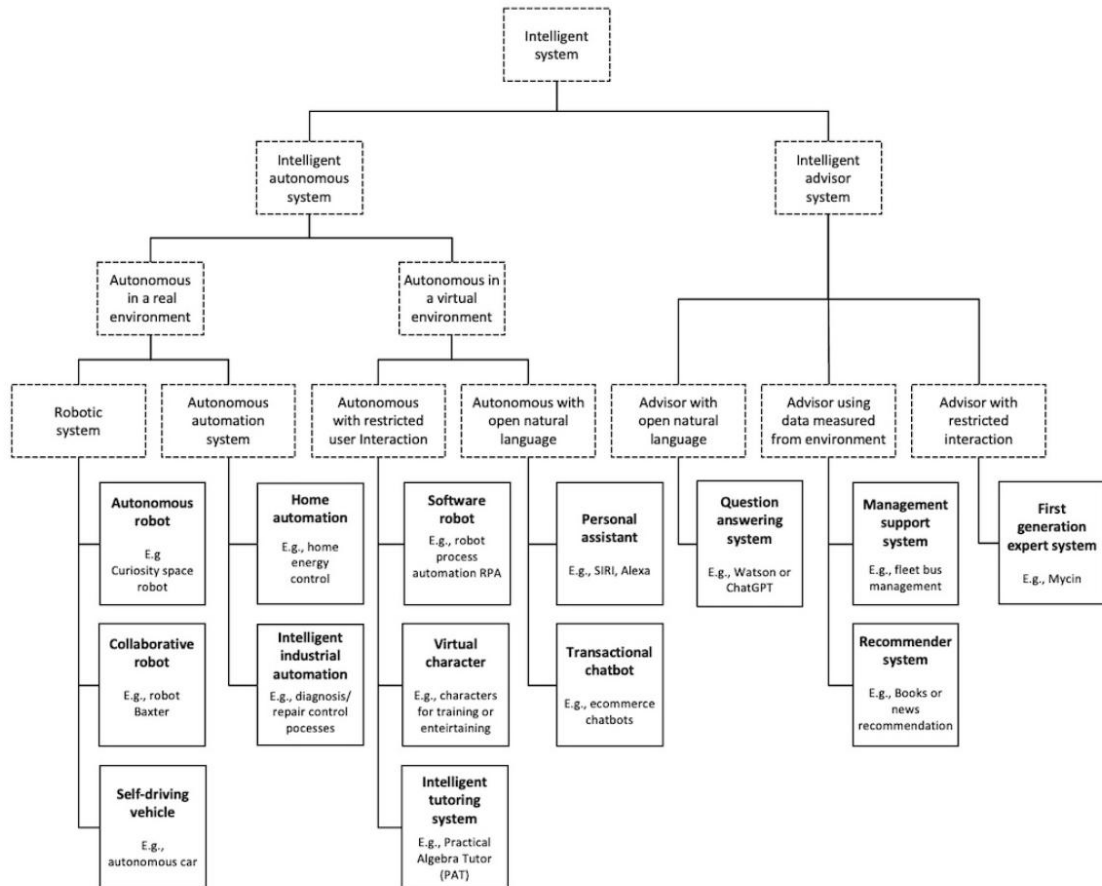 Intelligent
system
Intelligent
autonomous
system
Intelligent
advisor
system
Autonomous
in a real
environment
Autonomous in
a virtual
environment
Robotic
system
Autonomous
automation
system
Autonomous
with restricted
user Interaction
Autonomous with
open natural
language
Advisor with
open natural
language
Advisor using
data measured
from environment
Advisor with
restricted
interaction
Autonomous
robot
E.g
Curiosity space
robot
Home
automation
E.g., home
energy
control
Software
robot
E.g., robot
process
automation RPA
Personal
assistant
E.g., SIRI, Alexa
Question
answering
system
E.g., Watson or
ChatGPT
Management
support
system
E.g., fleet bus
management
First
generation
expert system
E.g., Mycin
Collaborative
robot
E.g., robot
Baxter
Intelligent
industrial
automation
E.g., diagnosis/
repair control
pocesses
Virtual
character
E.g., characters
for training or
enteirtaining
Transactional
chatbot
E.g., ecommerce
chatbots
Recommender
system
E.g., Books or
news
recommendation
Self-driving
vehicle
E.g.,
autonomous car
Intelligent
tutoring
system
E.g., Practical
Algebra Tutor
(PAT)